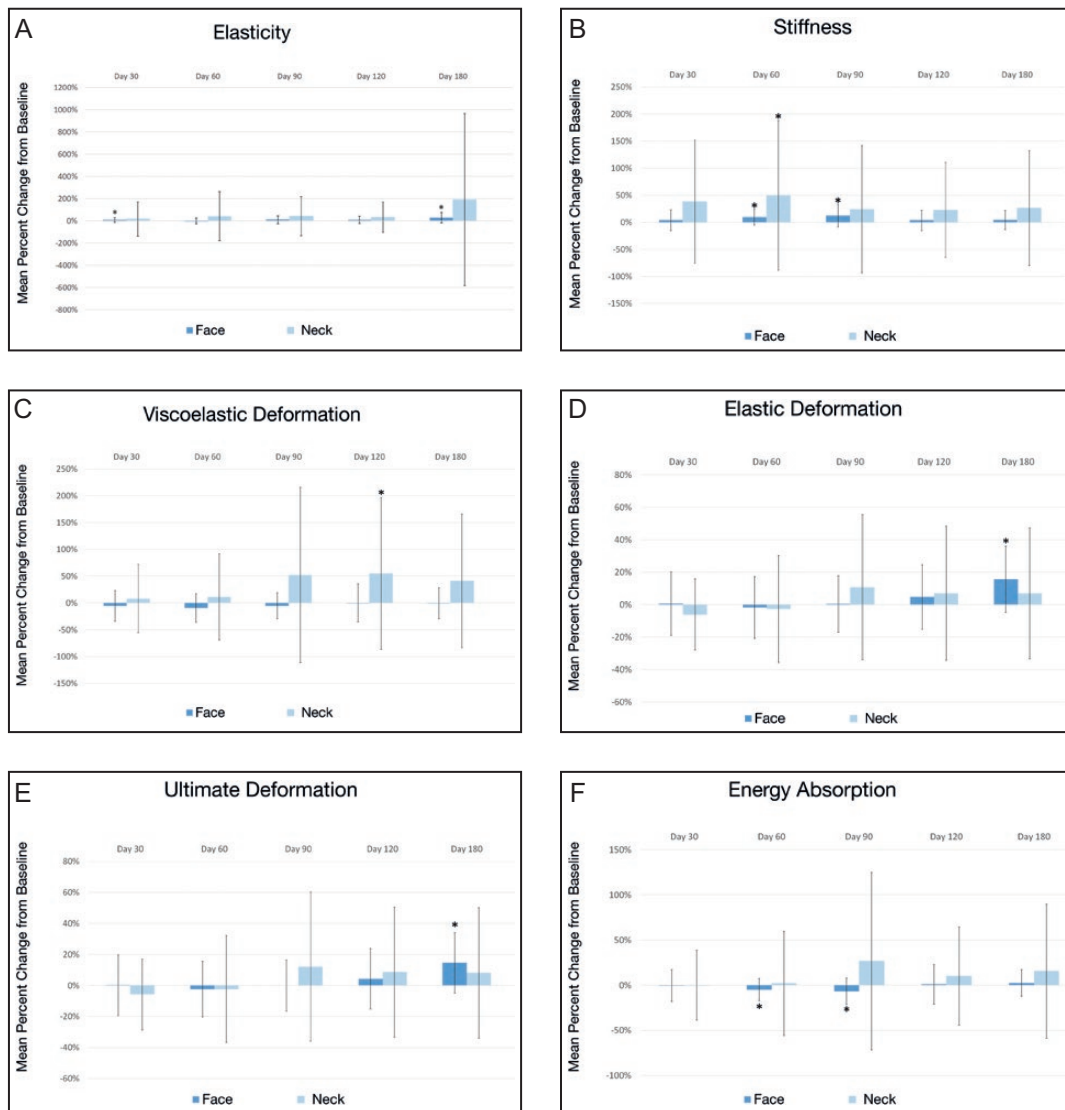 A
Elasticity
Mean Percent Change from Baseline
Day 30 Day 60 Day 90 Day 120 Day 180
1200%
1000%
800%
600%
400%
200%
0%
-200%
-400%
-600%
-800%
Face Neck
B
Stiffness
Mean Percent Change from Baseline
Day 30 Day 60 Day 90 Day 120 Day 180
250%
200%
150%
100%
50%
0%
-50%
-100%
-150%
* * *
Face Neck
C
Viscoelastic Deformation
Mean Percent Change from Baseline
Day 30 Day 60 Day 90 Day 120 Day 180
250%
200%
150%
100%
50%
0%
-50%
-100%
-150%
*
Face Neck
D
Elastic Deformation
Mean Percent Change from Baseline
Day 30 Day 60 Day 90 Day 120 Day 180
80%
60%
40%
20%
0%
-20%
-40%
-60%
*
Face Neck
E
Ultimate Deformation
Mean Percent Change from Baseline
Day 30 Day 60 Day 90 Day 120 Day 180
80%
60%
40%
20%
0%
-20%
-40%
-60%
*
Face Neck
F
Energy Absorption
Mean Percent Change from Baseline
Day 30 Day 60 Day 90 Day 120 Day 180
150%
100%
50%
0%
-50%
-100%
* *
Face Neck